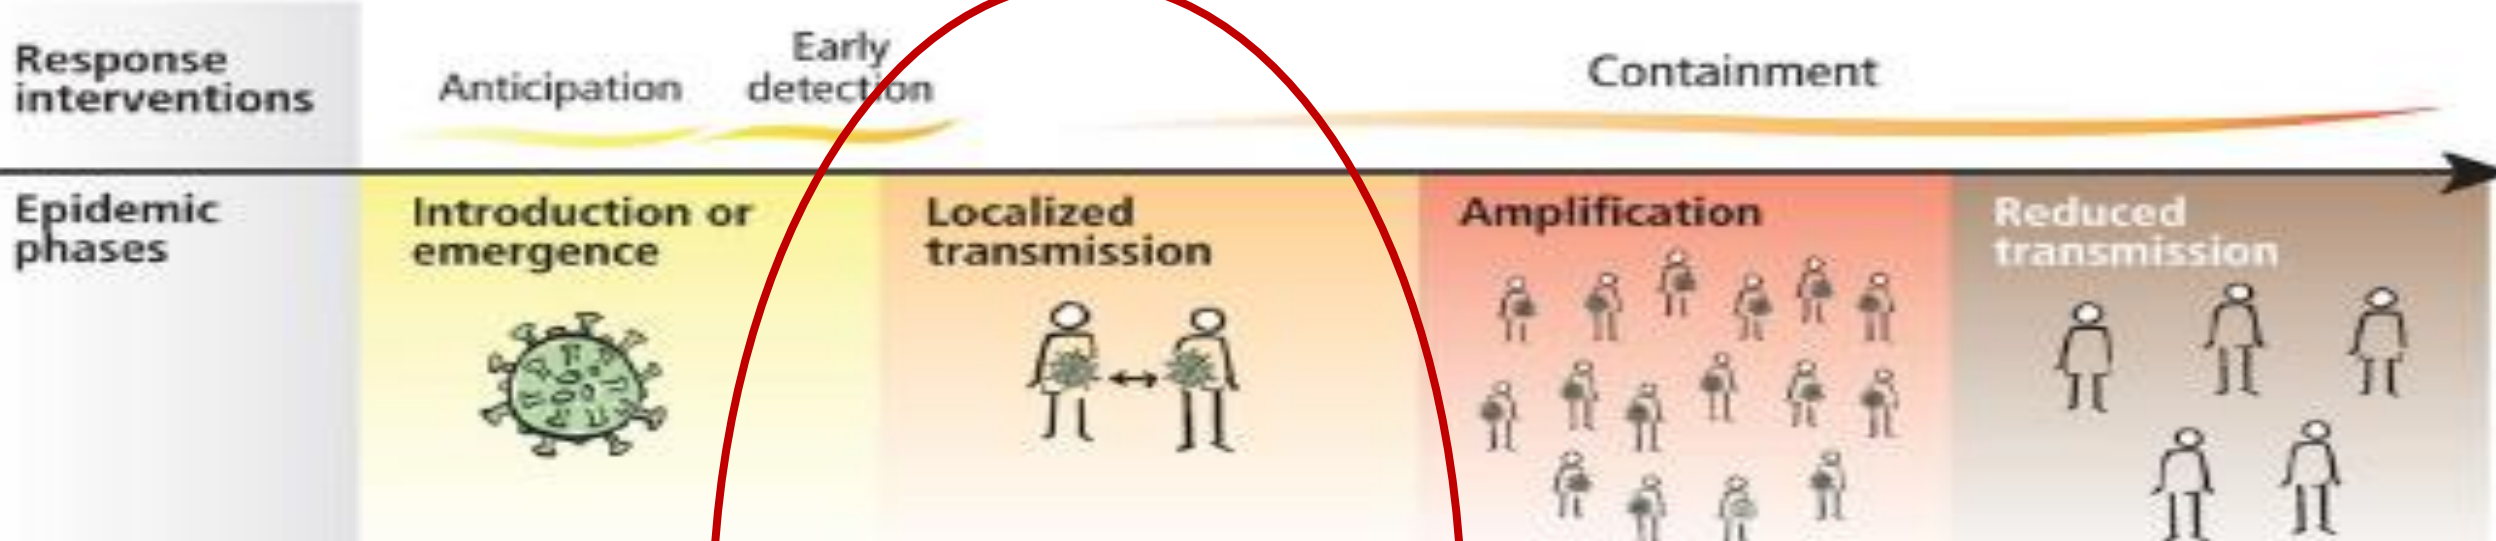 Response
interventions
Anticipation
Early
detection
Containment
Epidemic
phases
Introduction or
emergence
Localized
transmission
Amplification
Reduced
transmission